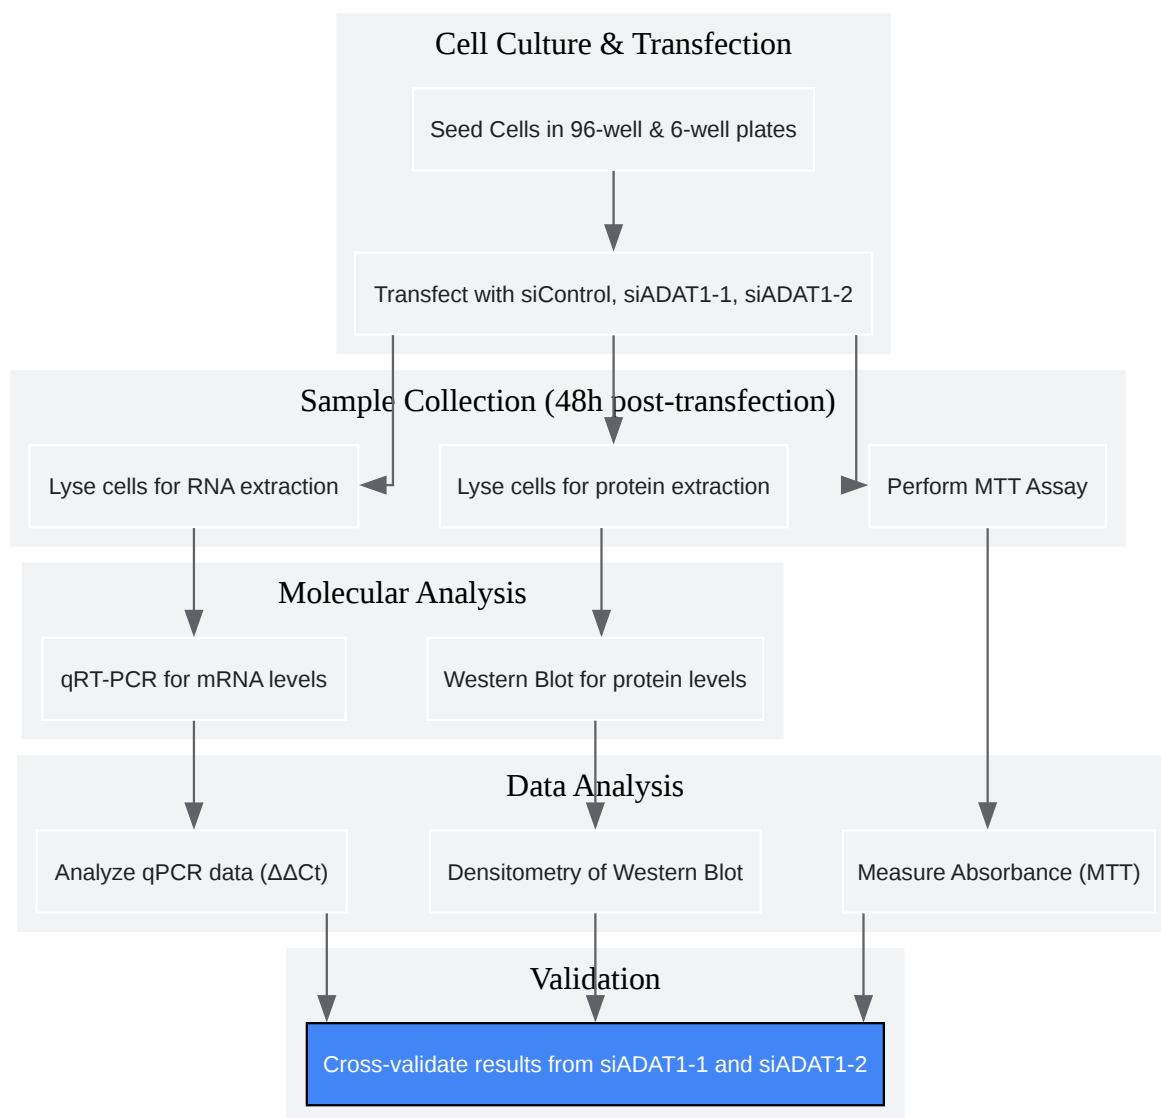 Cell Culture & Transfection
Seed Cells in 96-well & 6-well plates
Transfect with siControl, siADAT1-1, siADAT1-2
Sample Collection (48h post-transfection)
Lyse cells for RNA extraction
Lyse cells for protein extraction
Perform MTT Assay
Molecular Analysis
qRT-PCR for mRNA levels
Western Blot for protein levels
Data Analysis
Analyze qPCR data (ΔΔCt)
Densitometry of Western Blot
Measure Absorbance (MTT)
Validation
Cross-validate results from siADAT1-1 and siADAT1-2